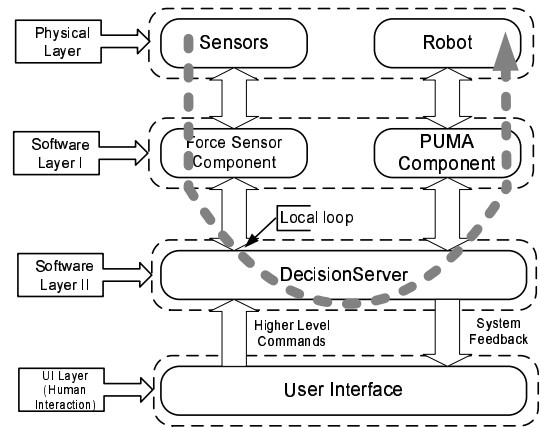 Physical
Layer
Sensors
Robot
Software
Layer I
Force Sensor
Component
PUMA
Component
Local loop
Software
Layer II
DecisionServer
Higher Level
Commands
System
Feedback
UI Layer
(Human
Interaction)
User Interface